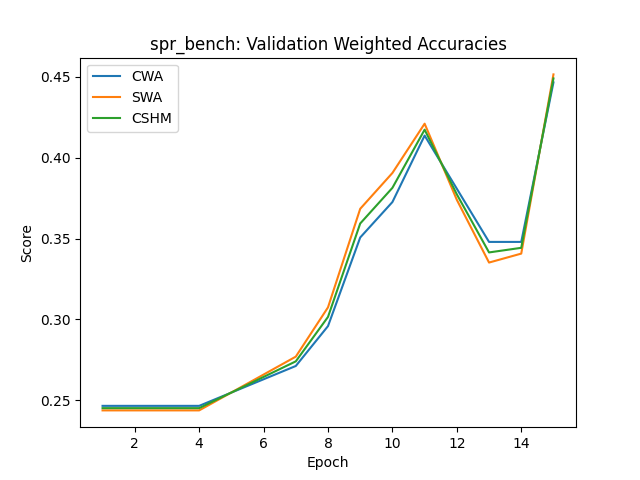 spr_bench: Validation Weighted Accuracies
CWA
SWA
CSHM
Score
0.45
0.40
0.35
0.30
0.25
2 4 6 8 10 12 14
Epoch